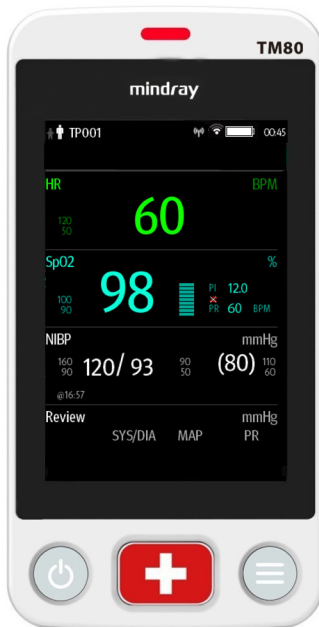 TM80
mindray
TP001 00:45
HR BPM
120
50
60
SpO2 %
100
90
98
PI 12.0
PR 60 BPM
NIBP mmHg
160
90
120/ 93
90
50
(80)
110
60
@16:57
Review mmHg
SYS/DIA MAP PR